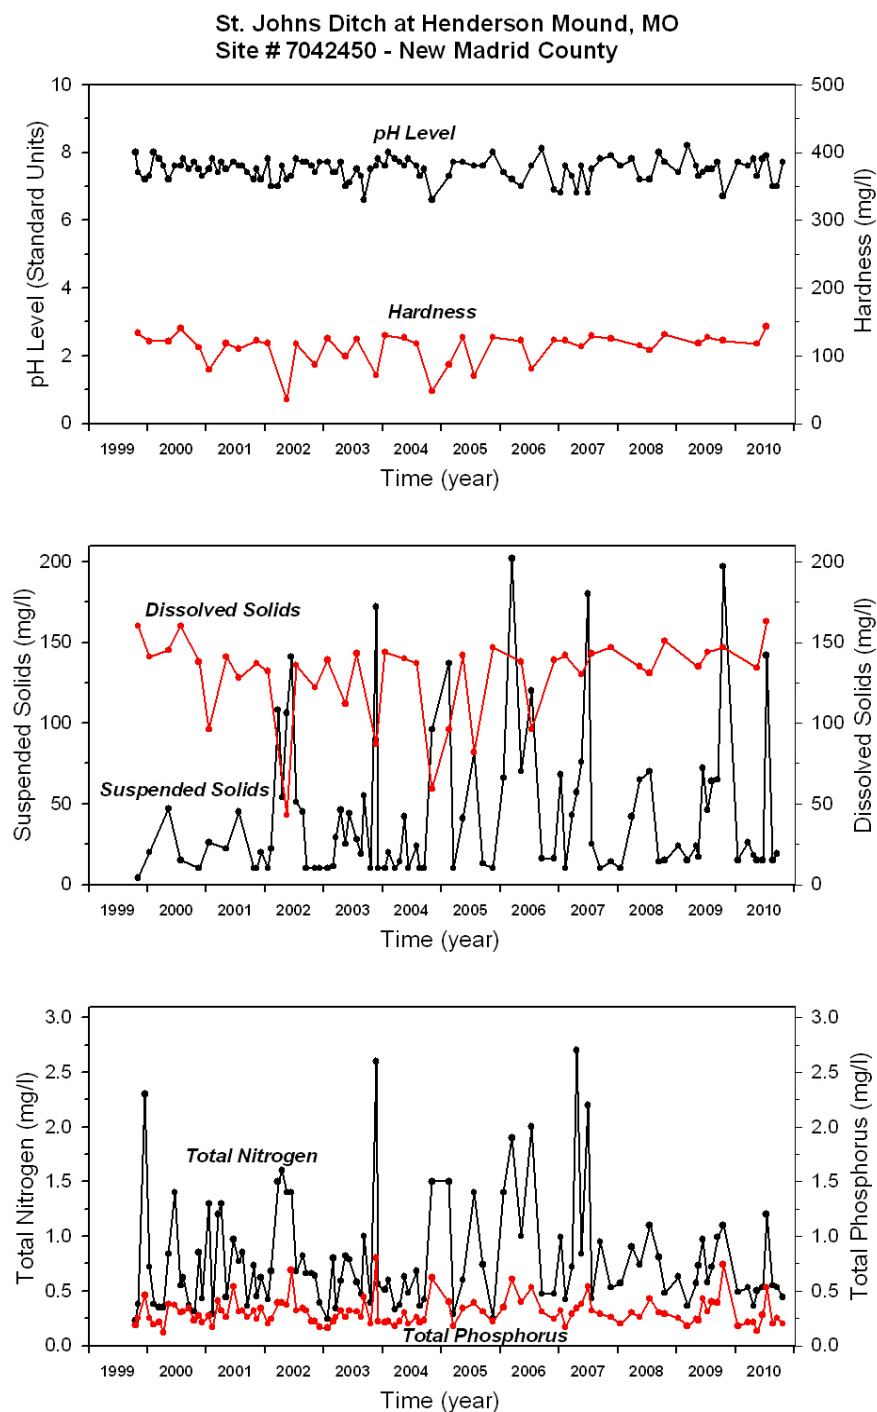 St. Johns Ditch at Henderson Mound, MO
Site # 7042450 - New Madrid County
10
8
6
4
2
0
pH Level (Standard Units)
pH Level
Hardness
500
400
300
200
100
0
Hardness (mg/l)
1999 2000 2001 2002 2003 2004 2005 2006 2007 2008 2009 2010
Time (year)
200
150
100
50
0
Suspended Solids (mg/l)
Dissolved Solids
Suspended Solids
200
150
100
50
0
Dissolved Solids (mg/l)
1999 2000 2001 2002 2003 2004 2005 2006 2007 2008 2009 2010
Time (year)
3.0
2.5
2.0
1.5
1.0
0.5
0.0
Total Nitrogen (mg/l)
Total Nitrogen
Total Phosphorus
3.0
2.5
2.0
1.5
1.0
0.5
0.0
Total Phosphorus (mg/l)
1999 2000 2001 2002 2003 2004 2005 2006 2007 2008 2009 2010
Time (year)